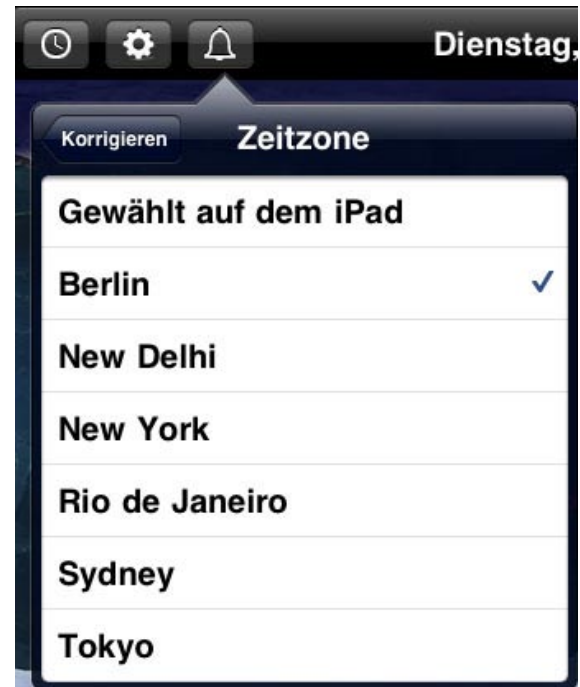 Dienstag,
Korrigieren Zeitzone
Gewählt auf dem iPad
Berlin
New Delhi
New York
Rio de Janeiro
Sydney
Tokyo